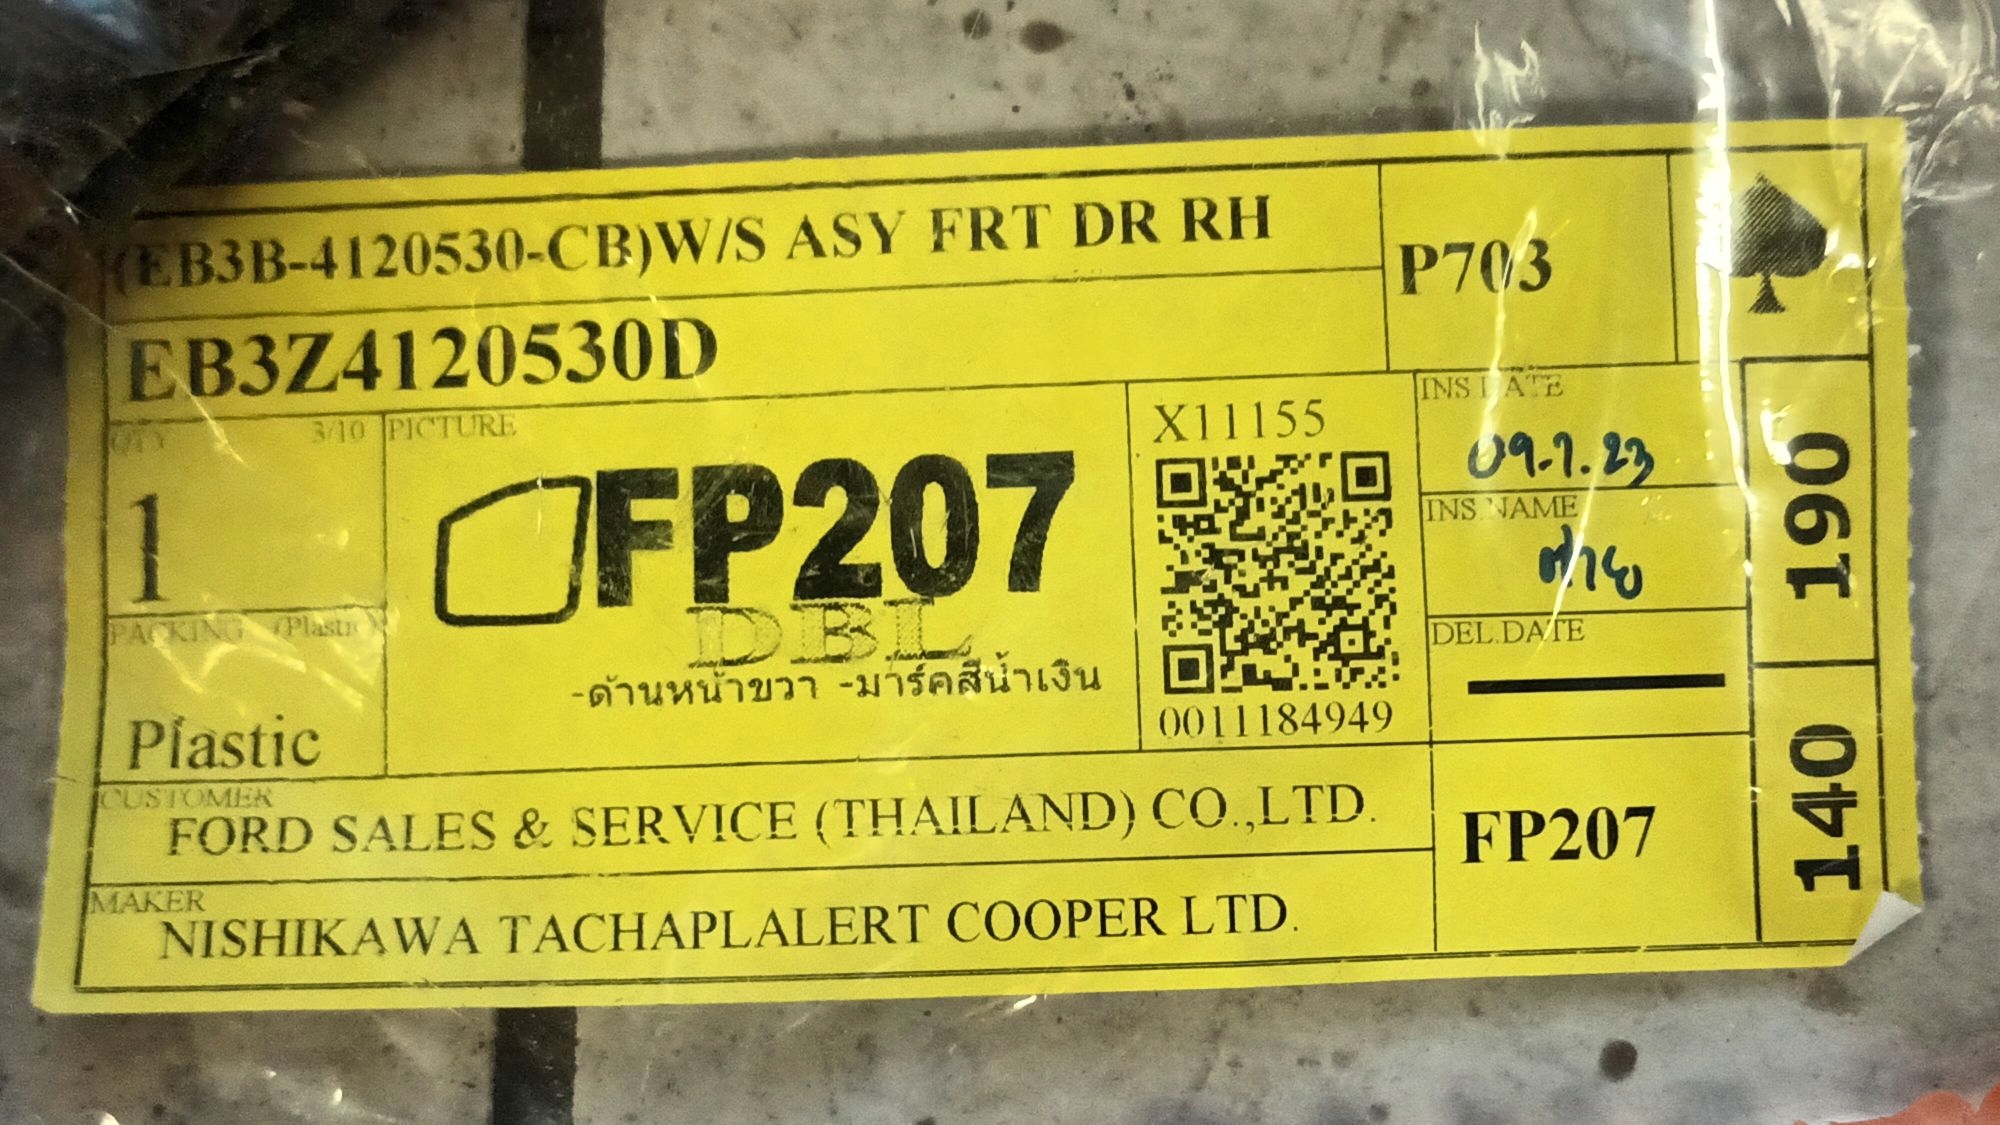 (EB3B-4120530-CB)W/S ASY FRT DR RH
P703
EB3Z4120530D
QTY 3/10
1
PICTURE
FP207
DBL
-ด้านหน้าขวา -มาร์คสีน้ำเงิน
X11155
0011184949
INS.DATE
09.7.23
INS.NAME
DEL.DATE
190
140
PACKING (Plastic)
Plastic
CUSTOMER
FORD SALES & SERVICE (THAILAND) CO.,LTD.
FP207
MAKER
NISHIKAWA TACHAPLALERT COOPER LTD.